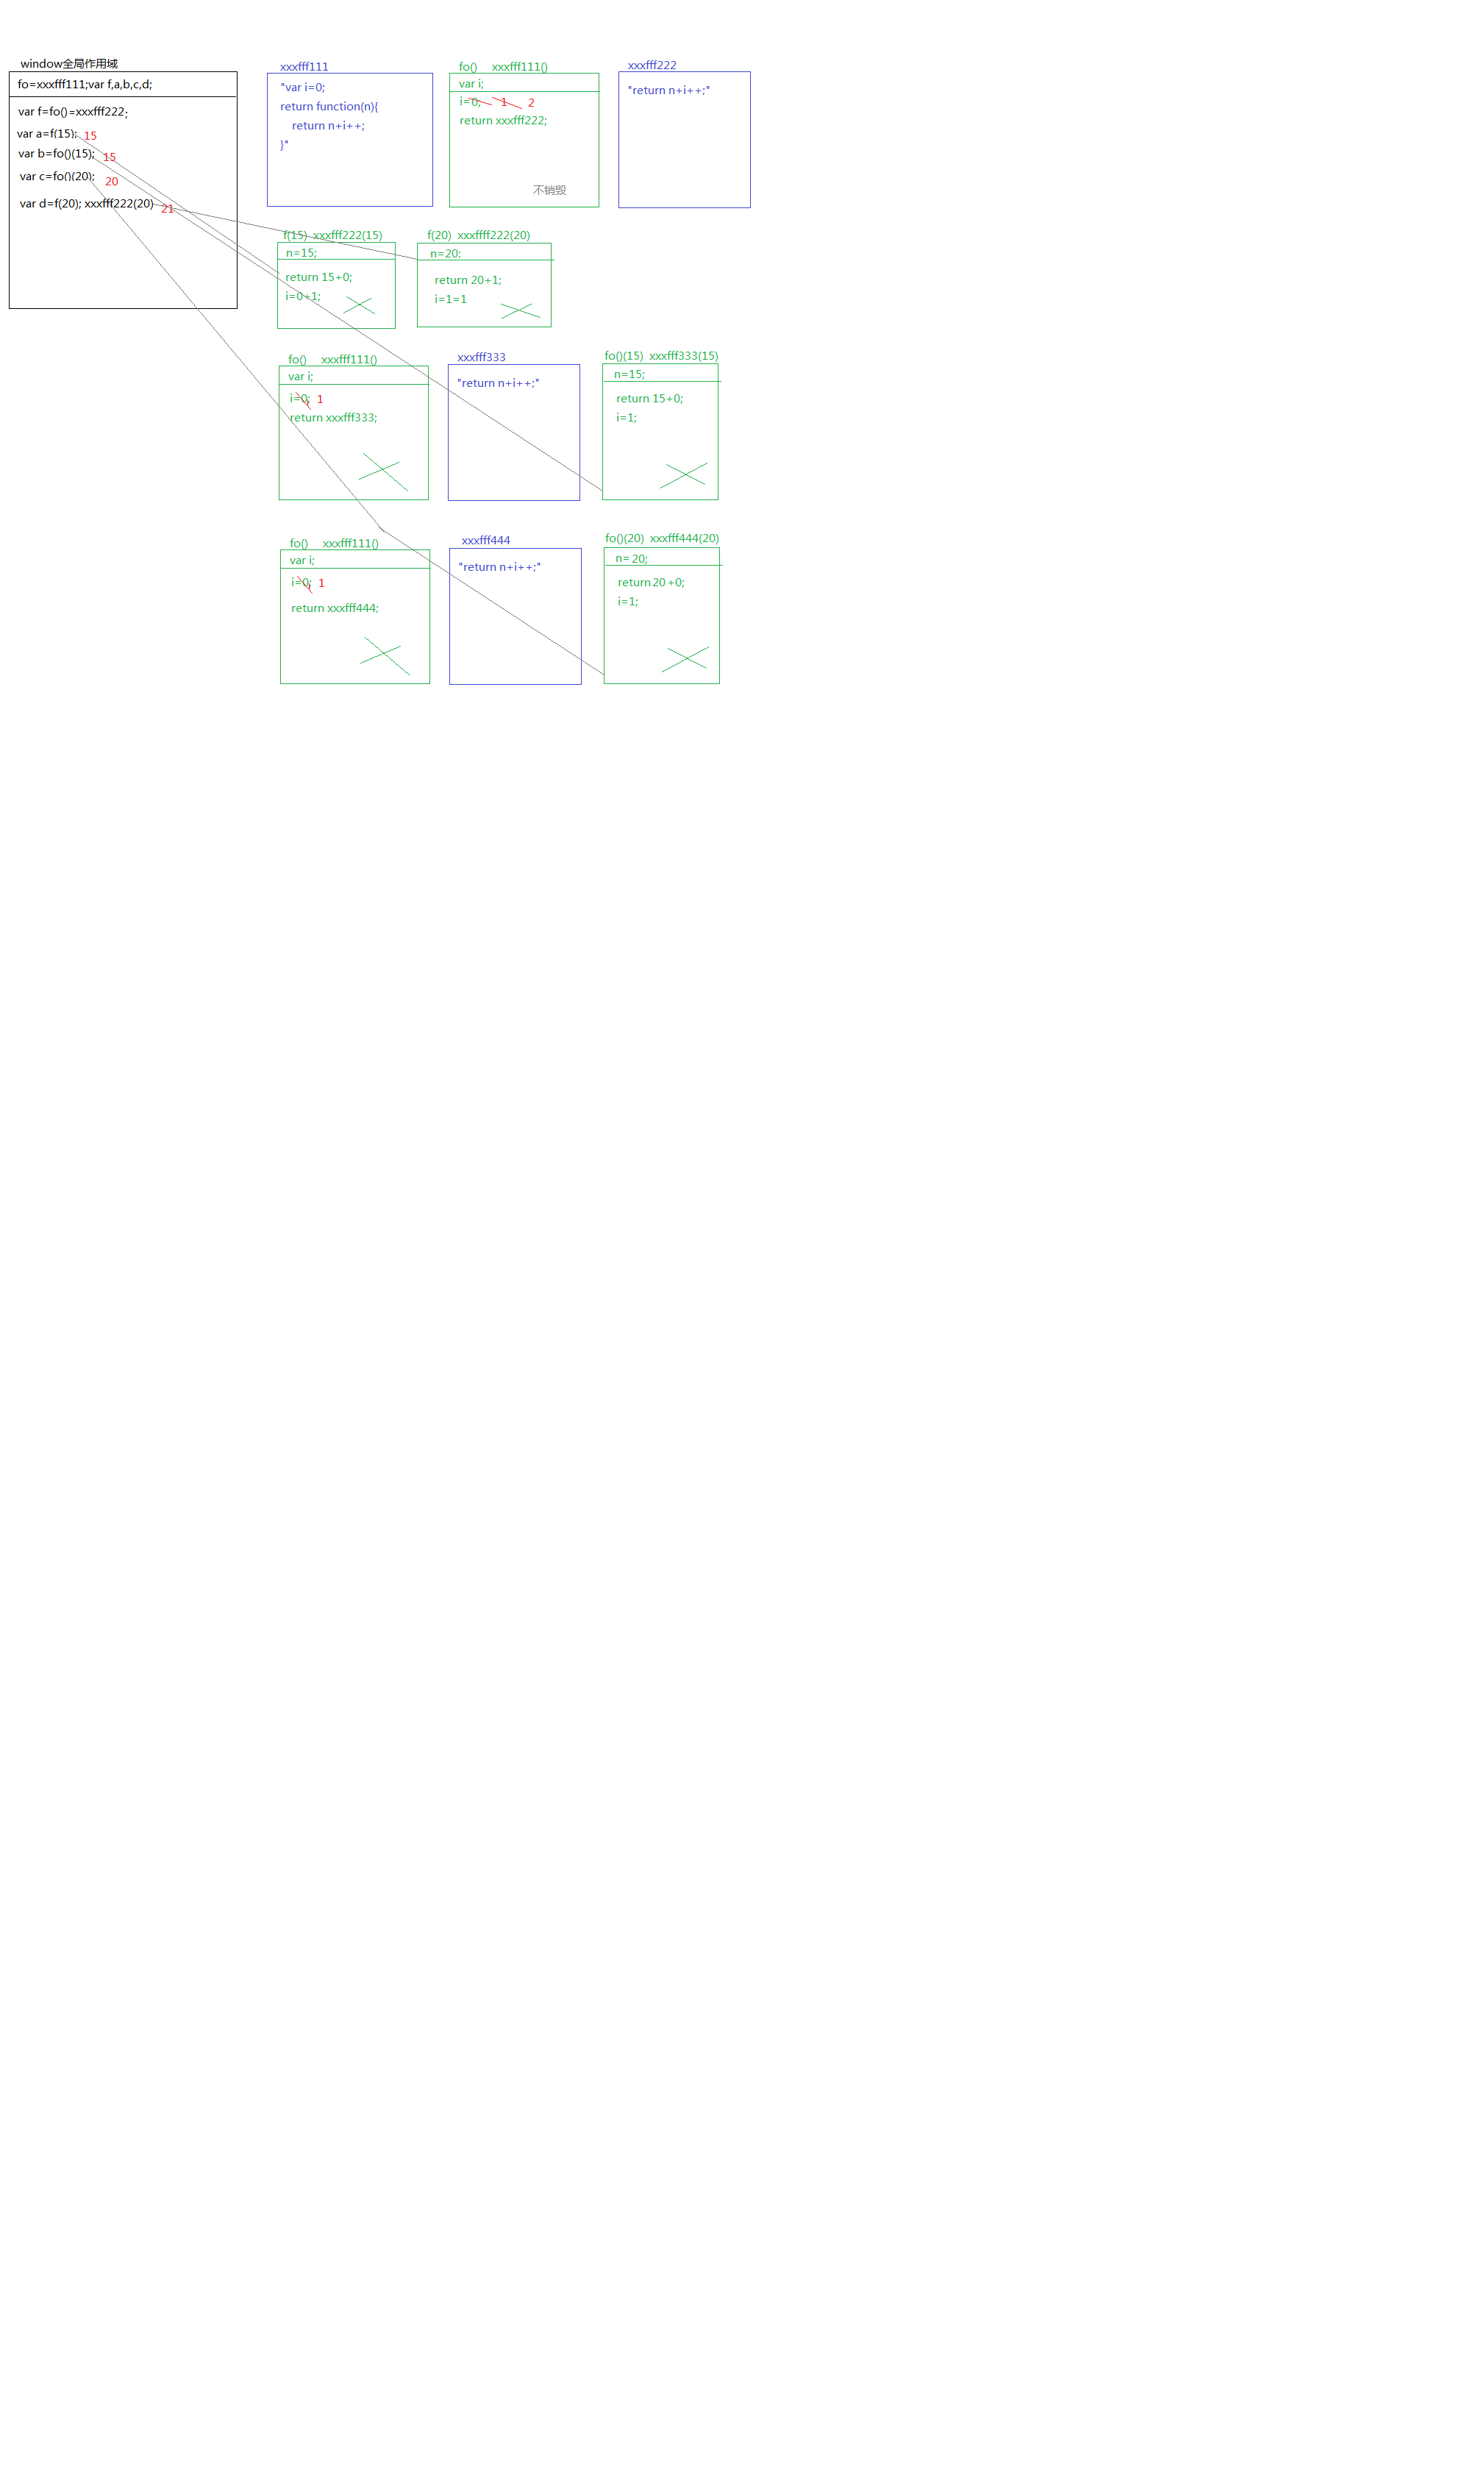 window全局作用域
fo=xxxfff111;var f,a,b,c,d;
var f=fo()=xxxfff222;
var a=f(15); 15
var b=fo()(15); 15
var c=fo()(20); 20
var d=f(20); xxxfff222(20) 21
xxxfff111
"var i=0;
return function(n){
return n+i++;
}"
fo() xxxfff111()
var i;
i=0; 1 2
return xxxfff222;
不销毁
xxxfff222
"return n+i++;"
f(15) xxxfff222(15)
n=15;
return 15+0;
i=0+1;
f(20) xxxffff222(20)
n=20;
return 20+1;
i=1=1
fo() xxxfff111()
var i;
i=0; 1
return xxxfff333;
xxxfff333
"return n+i++;"
fo()(15) xxxfff333(15)
n=15;
return 15+0;
i=1;
fo() xxxfff111()
var i;
i=0; 1
return xxxfff444;
xxxfff444
"return n+i++;"
fo()(20) xxxfff444(20)
n= 20;
return 20 +0;
i=1;